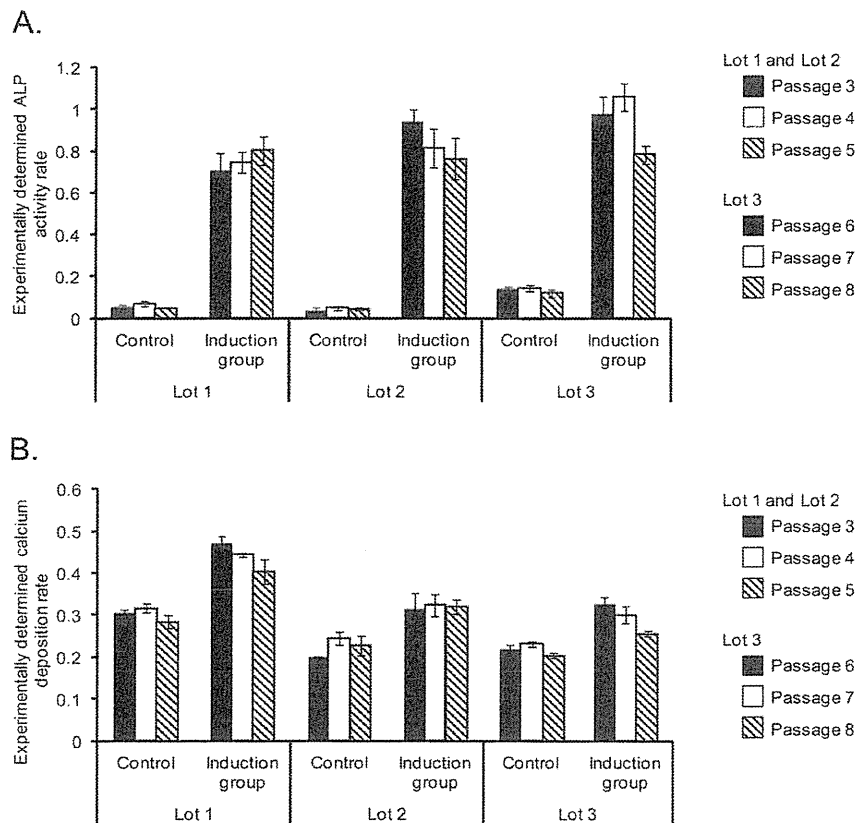 A.
Experimentally determined ALP
activity rate
1.2
1
0.8
0.6
0.4
0.2
0
Control
Induction
group
Control
Induction
group
Control
Induction
group
Lot 1
Lot 2
Lot 3
Lot 1 and Lot 2
Passage 3
Passage 4
Passage 5
Lot 3
Passage 6
Passage 7
Passage 8
B.
Experimentally determined calcium
deposition rate
0.6
0.5
0.4
0.3
0.2
0.1
0
Control
Induction
group
Control
Induction
group
Control
Induction
group
Lot 1
Lot 2
Lot 3
Lot 1 and Lot 2
Passage 3
Passage 4
Passage 5
Lot 3
Passage 6
Passage 7
Passage 8